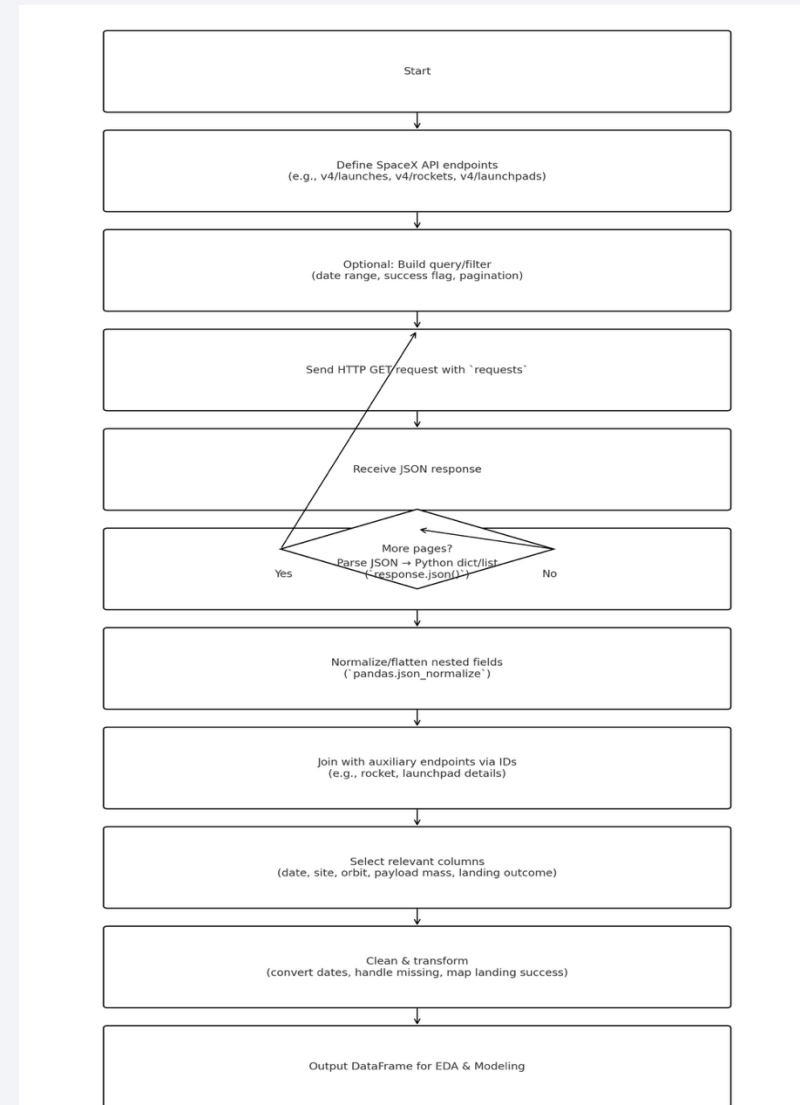 Start
Define SpaceX API endpoints
(e.g., v4/launches, v4/rockets, v4/launchpads)
Optional: Build query/filter
(date range, success flag, pagination)
Send HTTP GET request with `requests`
Receive JSON response
More pages?
Parse JSON → Python dict/list
(`response.json()`)
Yes
No
Normalize/flatten nested fields
(`pandas.json_normalize`)
Join with auxiliary endpoints via IDs
(e.g., rocket, launchpad details)
Select relevant columns
(date, site, orbit, payload mass, landing outcome)
Clean & transform
(convert dates, handle missing, map landing success)
Output DataFrame for EDA & Modeling